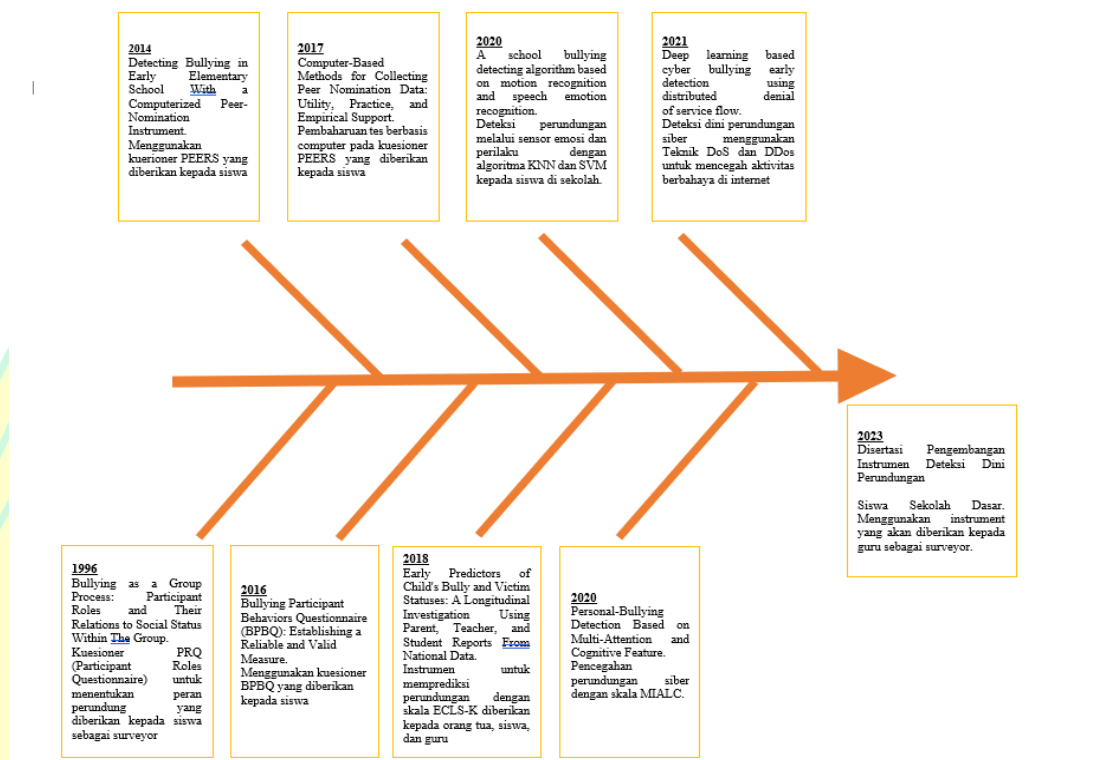 2014
Detecting Bullying in
Early Elementary
School With a
Computerized Peer-
Nomination
Instrument.
Menggunakan
kuerioner PEERS yang
diberikan kepada siswa
2017
Computer-Based
Methods for Collecting
Peer Nomination Data:
Utility, Practice, and
Empirical Support.
Pembaharuan tes berbasis
computer pada kuesioner
PEERS yang diberikan
kepada siswa
2020
A school bullying
detecting algorithm based
on motion recognition
and speech emotion
recognition.
Deteksi perundungan
melalui sensor emosi dan
perilaku dengan
algoritma KNN dan SVM
kepada siswa di sekolah.
2021
Deep learning based
cyber bullying early
detection using
distributed denial
of service flow.
Deteksi dini perundungan
siber menggunakan
Teknik DoS dan DDos
untuk mencegah aktivitas
berbahaya di internet
2023
Disertasi Pengembangan
Instrumen Deteksi Dini
Perundungan
Siswa Sekolah Dasar.
Menggunakan instrument
yang akan diberikan kepada
guru sebagai surveyor.
1996
Bullying as a Group
Process: Participant
Roles and Their
Relations to Social Status
Within The Group.
Kuesioner PRQ
(Participant Roles
Questionnaire) untuk
menentukan peran
perundung yang
diberikan kepada siswa
sebagai surveyor
2016
Bullying Participant
Behaviors Questionnaire
(BPBQ): Establishing a
Reliable and Valid
Measure.
Menggunakan kuesioner
BPBQ yang diberikan
kepada siswa
2018
Early Predictors of
Child's Bully and Victim
Statuses: A Longitudinal
Investigation Using
Parent, Teacher, and
Student Reports From
National Data.
Instrumen untuk
memprediksi
perundungan dengan
skala ECLS-K diberikan
kepada orang tua, siswa,
dan guru
2020
Personal-Bullying
Detection Based on
Multi-Attention and
Cognitive Feature.
Pencegahan
perundungan siber
dengan skala MIALC.